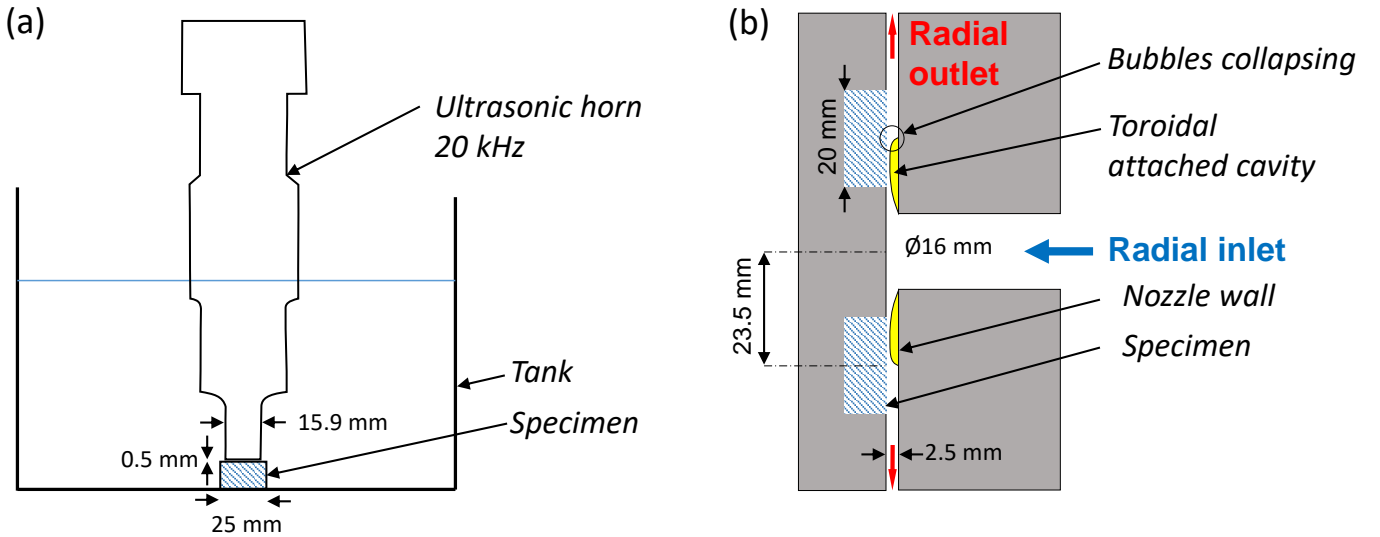 (a)
Ultrasonic horn
20 kHz
Tank
15.9 mm
Specimen
0.5 mm
25 mm
(b)
Radial
outlet
Bubbles collapsing
Toroidal
attached cavity
20 mm
Ø16 mm
Radial inlet
23.5 mm
Nozzle wall
Specimen
2.5 mm